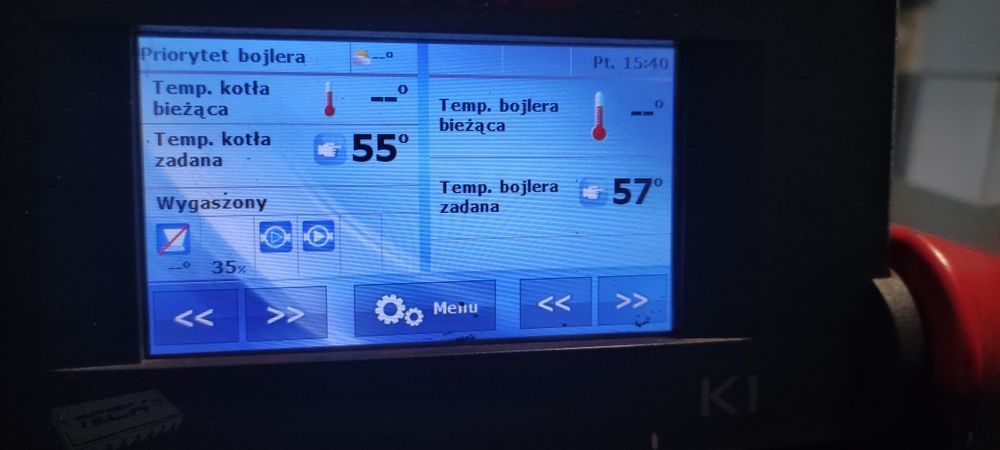 Priorytet bojlera
--°
Pt. 15:40
Temp. kotła
bieżąca
--°
Temp. kotła
zadana
55°
Wygaszony
--°
35%
Temp. bojlera
bieżąca
--°
Temp. bojlera
zadana
57°
<<
>>
Menu
<<
>>
K1